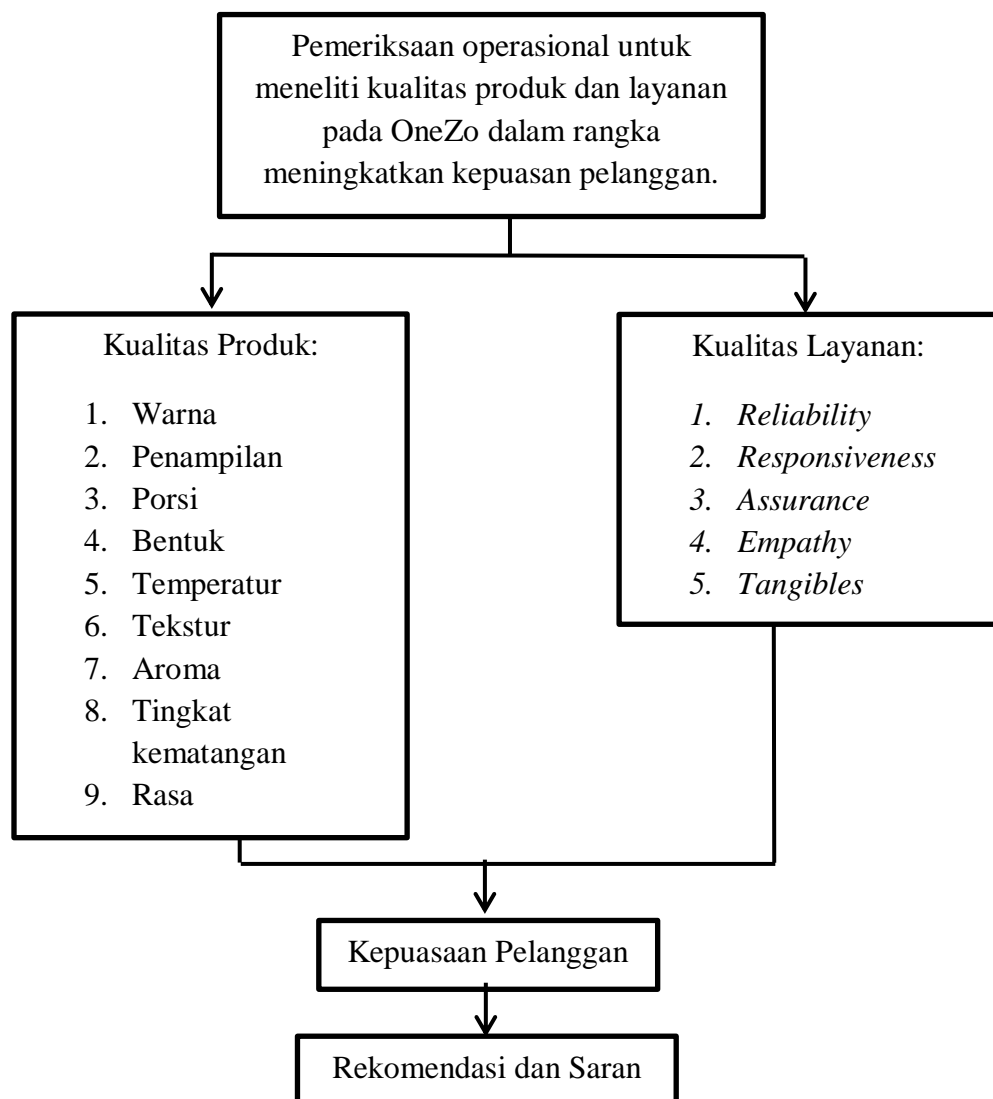 Pemeriksaan operasional untuk
meneliti kualitas produk dan layanan
pada OneZo dalam rangka
meningkatkan kepuasan pelanggan.
Kualitas Produk:
1. Warna
2. Penampilan
3. Porsi
4. Bentuk
5. Temperatur
6. Tekstur
7. Aroma
8. Tingkat
kematangan
9. Rasa
Kualitas Layanan:
1. Reliability
2. Responsiveness
3. Assurance
4. Empathy
5. Tangibles
Kepuasaan Pelanggan
Rekomendasi dan Saran